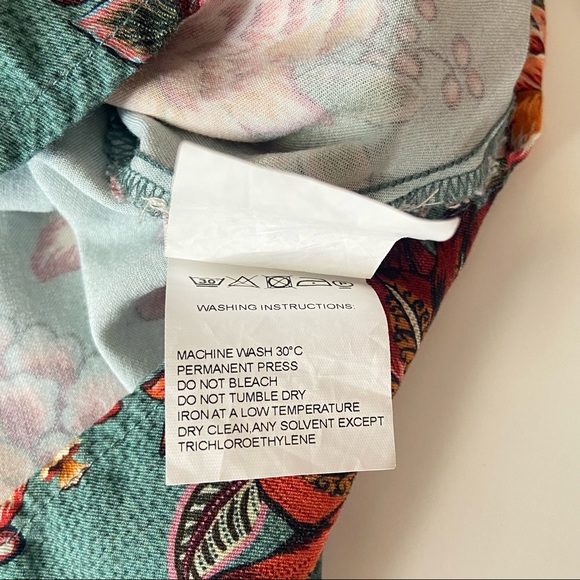 30
WASHING INSTRUCTIONS:
MACHINE WASH 30°C
PERMANENT PRESS
DO NOT BLEACH
DO NOT TUMBLE DRY
IRON AT A LOW TEMPERATURE
DRY CLEAN,ANY SOLVENT EXCEPT
TRICHLOROETHYLENE